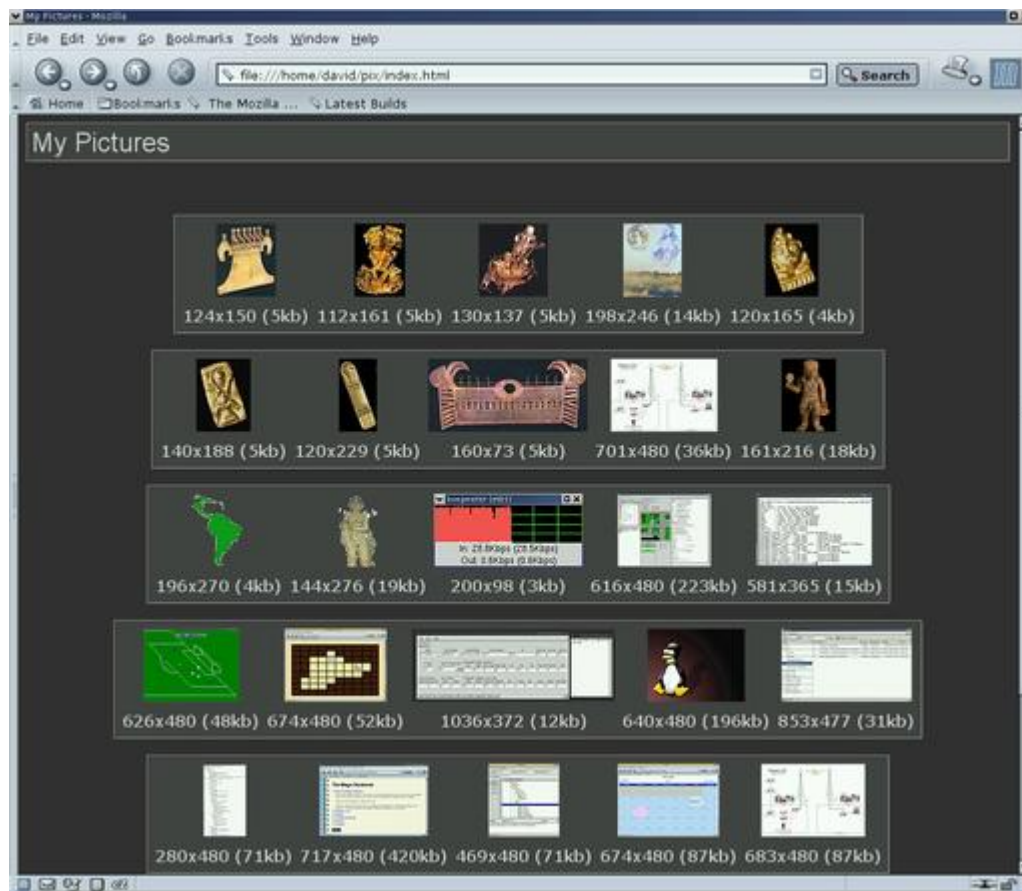 My Pictures - Mozilla
File Edit View Go Bookmarks Tools Window Help
file:///home/david/pix/index.html
Search
Home Bookmarks The Mozilla ... Latest Builds
My Pictures
124x150 (5kb) 112x161 (5kb) 130x137 (5kb) 198x246 (14kb) 120x165 (4kb)
140x188 (5kb) 120x229 (5kb) 160x73 (5kb) 701x480 (36kb) 161x216 (18kb)
196x270 (4kb) 144x276 (19kb) 200x98 (3kb) 616x480 (223kb) 581x365 (15kb)
626x480 (48kb) 674x480 (52kb) 1036x372 (12kb) 640x480 (196kb) 853x477 (31kb)
280x480 (71kb) 717x480 (420kb) 469x480 (71kb) 674x480 (87kb) 683x480 (87kb)